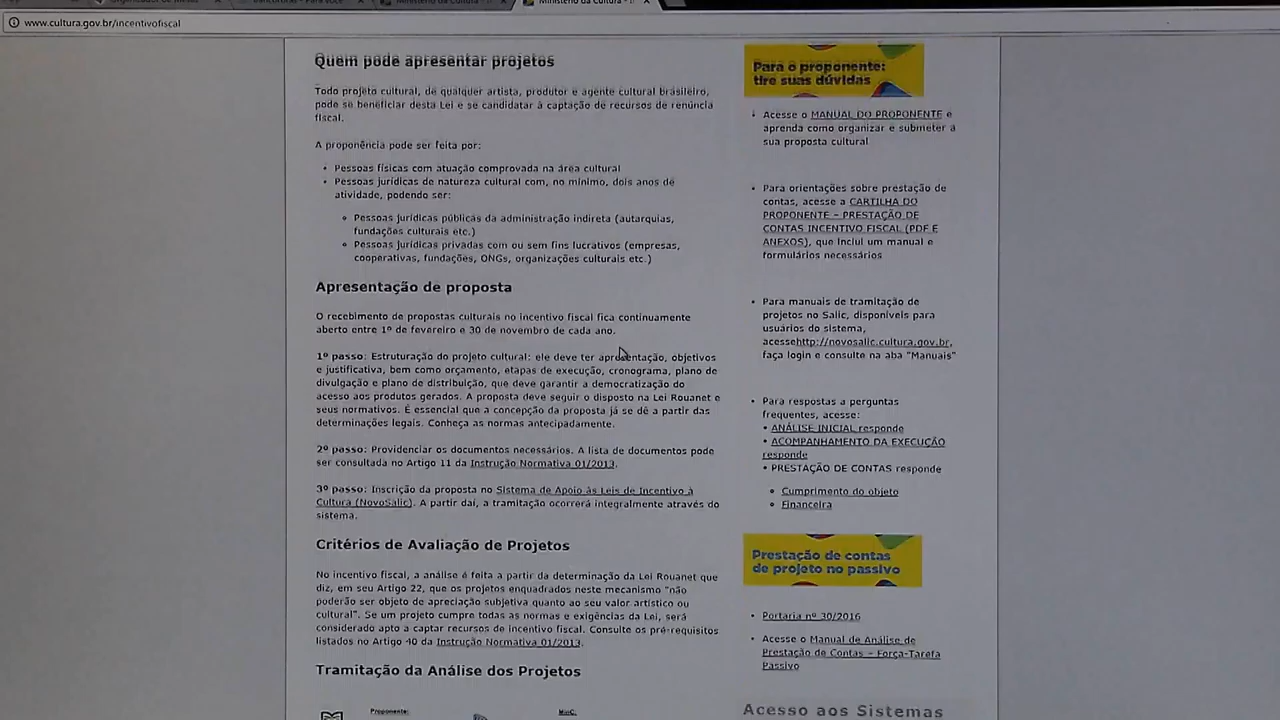 Ministério da Cultura - I
www.cultura.gov.br/incentivofiscal
Quem pode apresentar projetos
Todo projeto cultural, de qualquer artista, produtor e agente cultural brasileiro,
pode se beneficiar desta Lei e se candidatar à captação de recursos de renúncia
fiscal.
A proponência pode ser feita por:
• Pessoas físicas com atuação comprovada na área cultural
• Pessoas jurídicas de natureza cultural com, no mínimo, dois anos de
atividade, podendo ser:
Pessoas jurídicas públicas da administração indireta (autarquias,
fundações culturais etc.)
Pessoas jurídicas privadas com ou sem fins lucrativos (empresas,
cooperativas, fundações, ONGs, organizações culturais etc.)
Apresentação de proposta
O recebimento de propostas culturais no incentivo fiscal fica continuamente
aberto entre 1º de fevereiro e 30 de novembro de cada ano.
1º passo: Estruturação do projeto cultural: ele deve ter apresentação, objetivos
e justificativa, bem como orçamento, etapas de execução, cronograma, plano de
divulgação e plano de distribuição, que deve garantir a democratização do
acesso aos produtos gerados. A proposta deve seguir o disposto na Lei Rouanet e
seus normativos. É essencial que a concepção da proposta já se dê a partir das
determinações legais. Conheça as normas antecipadamente.
2º passo: Providenciar os documentos necessários. A lista de documentos pode
ser consultada no Artigo 11 da Instrução Normativa 01/2013.
3º passo: Inscrição da proposta no Sistema de Apoio às Leis de Incentivo à
Cultura (NovoSalic). A partir daí, a tramitação ocorrerá integralmente através do
sistema.
Critérios de Avaliação de Projetos
No incentivo fiscal, a análise é feita a partir da determinação da Lei Rouanet que
diz, em seu Artigo 22, que os projetos enquadrados neste mecanismo "não
poderão ser objeto de apreciação subjetiva quanto ao seu valor artístico ou
cultural". Se um projeto cumpre todas as normas e exigências da Lei, será
considerado apto a captar recursos de incentivo fiscal. Consulte os pré-requisitos
listados no Artigo 40 da Instrução Normativa 01/2013.
Tramitação da Análise dos Projetos
Proponente:
MinC:
Para o proponente:
tire suas dúvidas
• Acesse o MANUAL DO PROPONENTE e
aprenda como organizar e submeter a
sua proposta cultural
• Para orientações sobre prestação de
contas, acesse a CARTILHA DO
PROPONENTE – PRESTAÇÃO DE
CONTAS INCENTIVO FISCAL (PDF E
ANEXOS), que inclui um manual e
formulários necessários
• Para manuais de tramitação de
projetos no Salic, disponíveis para
usuários do sistema,
acessehttp://novosalic.cultura.gov.br,
faça login e consulte na aba "Manuais"
• Para respostas a perguntas
frequentes, acesse:
• ANÁLISE INICIAL responde
• ACOMPANHAMENTO DA EXECUÇÃO
responde
• PRESTAÇÃO DE CONTAS responde
Cumprimento do objeto
Financeira
Prestação de contas
de projeto no passivo
• Portaria nº 30/2016
• Acesse o Manual de Análise de
Prestação de Contas – Força-Tarefa
Passivo
Acesso aos Sistemas